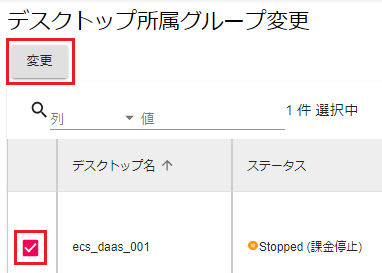 デスクトップ所属グループ変更
変更
列 値 1 件 選択中
デスクトップ名 ↑ ステータス
ecs_daas_001 Stopped (課金停止)